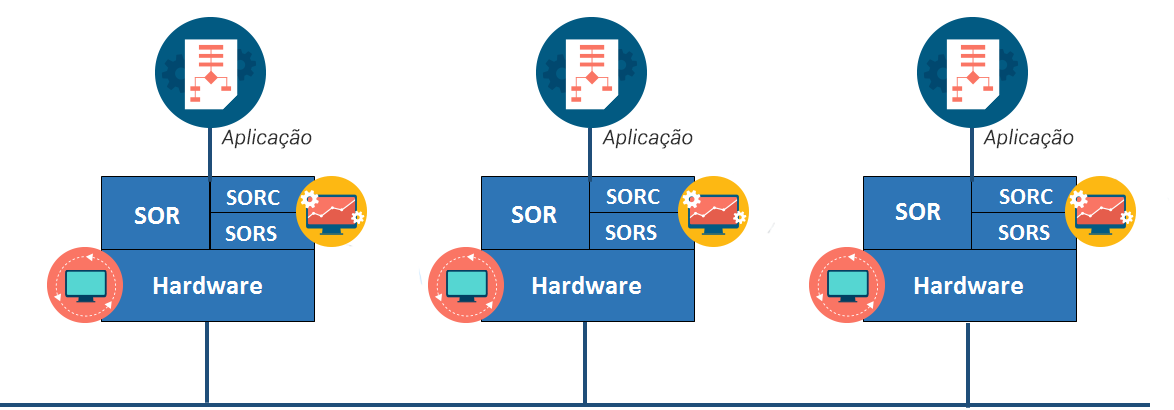 Aplicação
SOR
SORC
SORS
Hardware
Aplicação
SOR
SORC
SORS
Hardware
Aplicação
SOR
SORC
SORS
Hardware